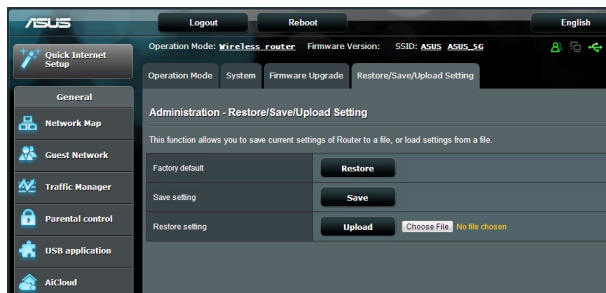 ASUS
Logout
Reboot
English
Quick Internet Setup
Operation Mode: Wireless router Firmware Version: SSID: ASUS ASUS_5G
Operation Mode
System
Firmware Upgrade
Restore/Save/Upload Setting
General
Network Map
Guest Network
Traffic Manager
Parental control
USB application
AiCloud
Administration - Restore/Save/Upload Setting
This function allows you to save current settings of Router to a file, or load settings from a file.
Factory default
Restore
Save setting
Save
Restore setting
Upload
Choose File No file chosen